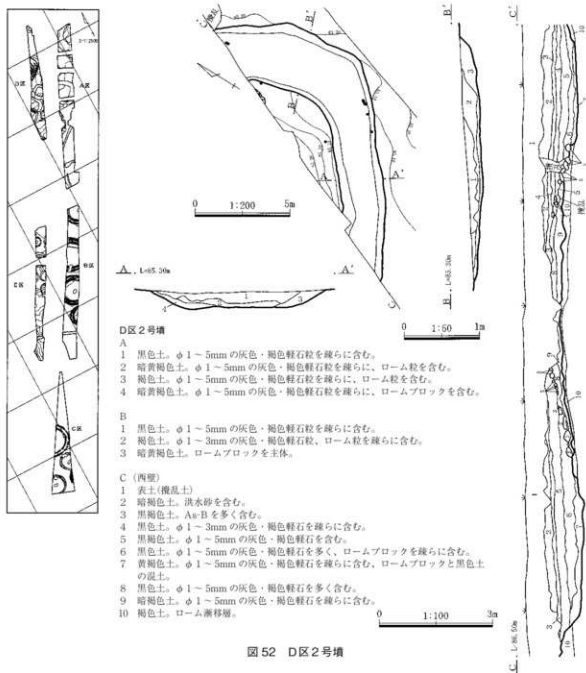 D区
A区
E区
B区
C区
攪乱
B'
C'
A
A'
0 1:200 5m
A L=85.50m A'
0 1:50 1m
B L=85.30m
C L=86.50m
D区2号墳
A
1 黒色土。φ1〜5mmの灰色・褐色軽石粒を疎らに含む。
2 暗黄褐色土。φ1〜5mmの灰色・褐色軽石粒を疎らに、ローム粒を含む。
3 褐色土。φ1〜5mmの灰色・褐色軽石粒を疎らに、ローム粒を含む。
4 暗黄褐色土。φ1〜5mmの灰色・褐色軽石粒を疎らに、ロームブロックを含む。
B
1 黒色土。φ1〜5mmの灰色・褐色軽石粒を疎らに含む。
2 褐色土。φ1〜3mmの灰色・褐色軽石粒、ローム粒を疎らに含む。
3 暗黄褐色土。ロームブロックを主体。
C(西壁)
1 表土(攪乱土)
2 暗褐色土。洪水砂を含む。
3 黒褐色土。As-Bを多く含む。
4 黒色土。φ1〜3mmの灰色・褐色軽石を疎らに含む。
5 黒褐色土。φ1〜5mmの灰色・褐色軽石を含む。
6 黒色土。φ1〜5mmの灰色・褐色軽石を多く、ロームブロックを疎らに含む。
7 黄褐色土。φ1〜5mmの灰色・褐色軽石を疎らに含む、ロームブロックと黒色土
の混土。
8 黒色土。φ1〜5mmの灰色・褐色軽石を多く含む。
9 暗褐色土。φ1〜5mmの灰色・褐色軽石を疎らに含む。
10 褐色土。ローム漸移層。
0 1:100 3m
図52 D区2号墳